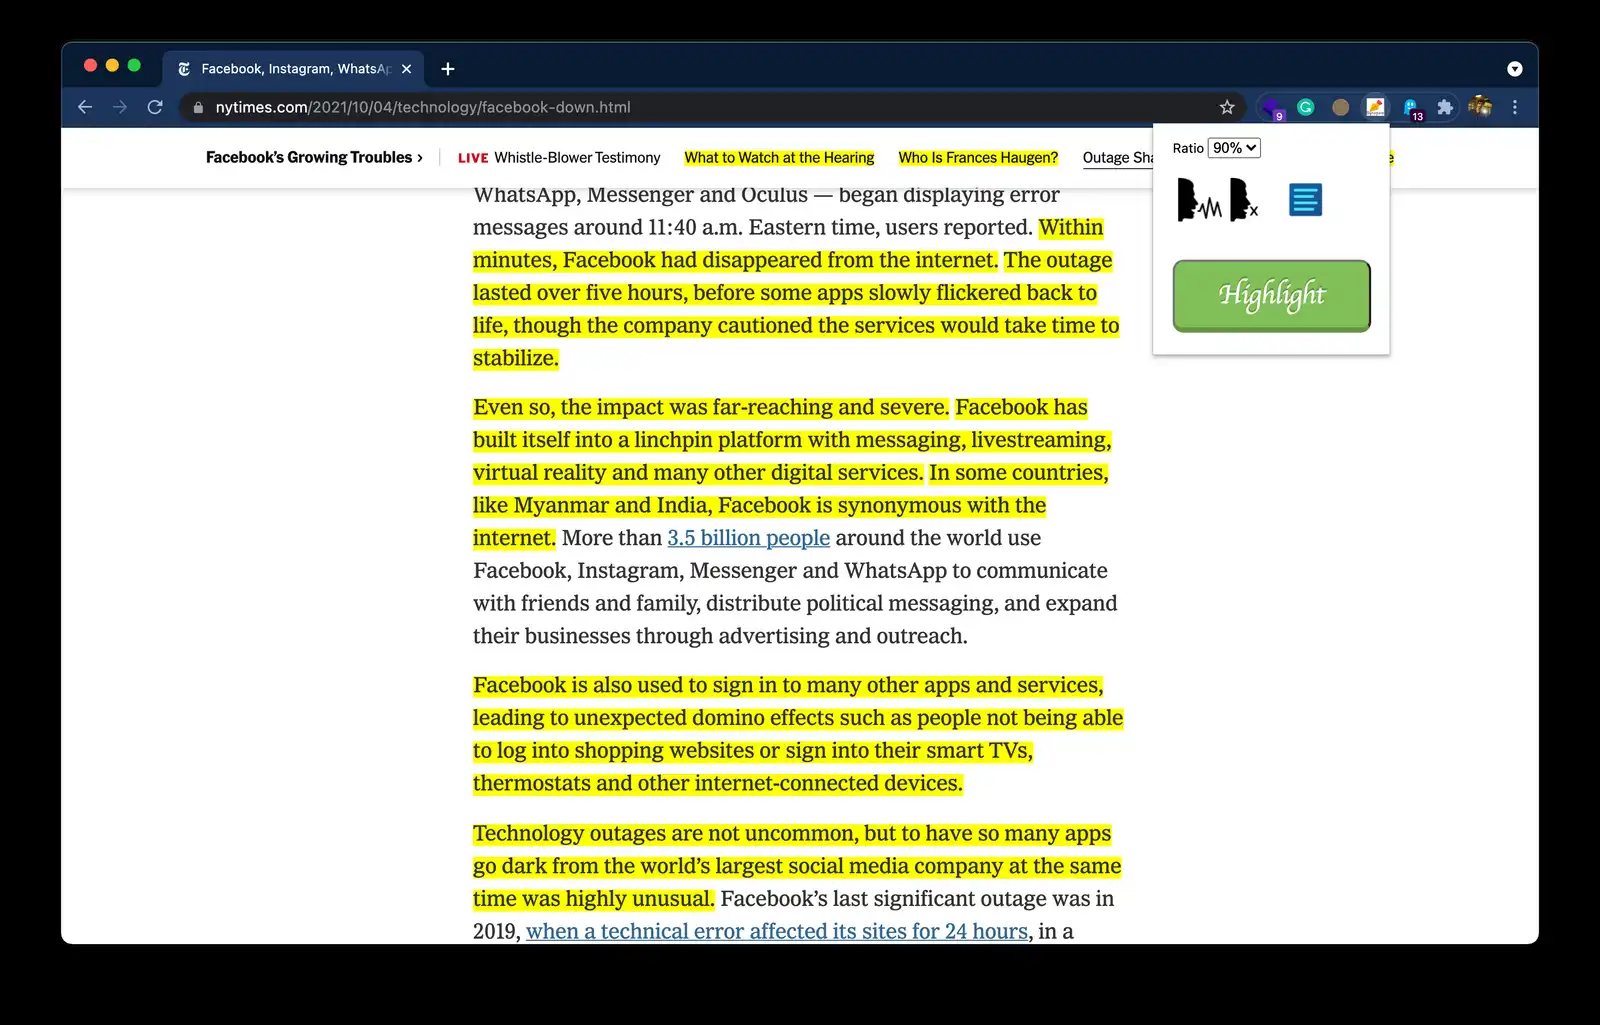 Facebook, Instagram, WhatsAp
nytimes.com/2021/10/04/technology/facebook-down.html
9
13
Facebook's Growing Troubles ›
LIVE Whistle-Blower Testimony
What to Watch at the Hearing
Who Is Frances Haugen?
Outage Sha
Ratio 90%
Highlight
WhatsApp, Messenger and Oculus — began displaying error
messages around 11:40 a.m. Eastern time, users reported. Within
minutes, Facebook had disappeared from the internet. The outage
lasted over five hours, before some apps slowly flickered back to
life, though the company cautioned the services would take time to
stabilize.
Even so, the impact was far-reaching and severe. Facebook has
built itself into a linchpin platform with messaging, livestreaming,
virtual reality and many other digital services. In some countries,
like Myanmar and India, Facebook is synonymous with the
internet. More than 3.5 billion people around the world use
Facebook, Instagram, Messenger and WhatsApp to communicate
with friends and family, distribute political messaging, and expand
their businesses through advertising and outreach.
Facebook is also used to sign in to many other apps and services,
leading to unexpected domino effects such as people not being able
to log into shopping websites or sign into their smart TVs,
thermostats and other internet-connected devices.
Technology outages are not uncommon, but to have so many apps
go dark from the world's largest social media company at the same
time was highly unusual. Facebook's last significant outage was in
2019, when a technical error affected its sites for 24 hours, in a